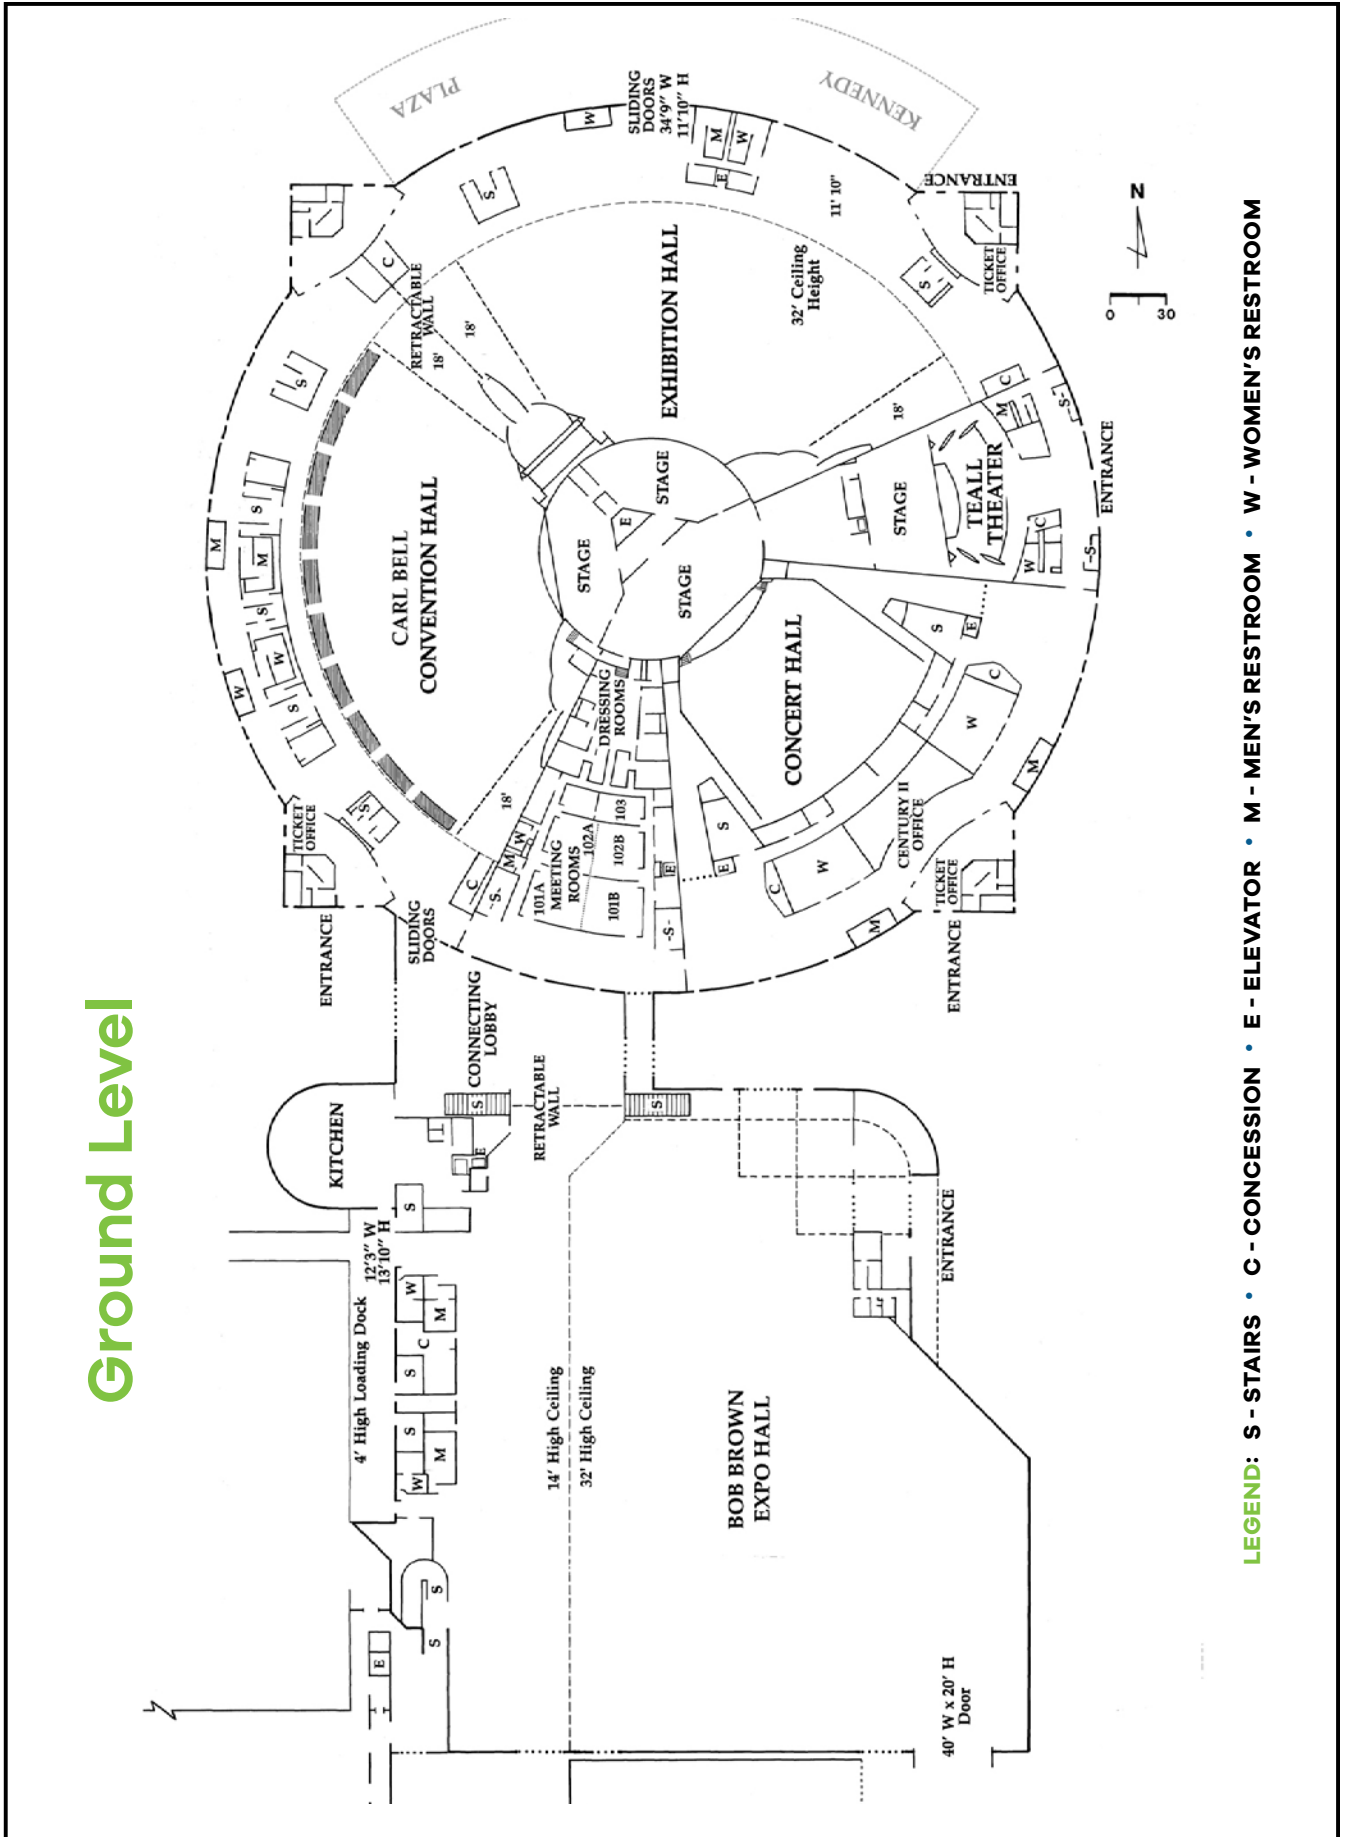 Ground Level
PLAZA
KENNEDY
SLIDING
DOORS
34'9" W
11'10" H
W
M
W
E
S
11' 10"
ENTRANCE
TICKET
OFFICE
S
C
RETRACTABLE
WALL
18'
18'
EXHIBITION HALL
32' Ceiling
Height
N
0 30
S
S
M
M
S
W
W
S
CARL BELL
CONVENTION HALL
STAGE
STAGE
STAGE
E
18'
C
M
-S-
ENTRANCE
STAGE
TEALL
THEATER
W
C
-S-
TICKET
OFFICE
S
ENTRANCE
SLIDING
DOORS
18'
C
-S-
M
W
DRESSING
ROOMS
MEETING
ROOMS
101A
101B
102A
102B
103
E
-S-
CONCERT HALL
S
E
S
E
C
W
C
W
M
CENTURY II
OFFICE
TICKET
OFFICE
M
ENTRANCE
CONNECTING
LOBBY
S
RETRACTABLE
WALL
S
KITCHEN
E
S
12'3" W
13'10" H
4' High Loading Dock
W
M
C
S
S
M
W
S
S
E
14' High Ceiling
32' High Ceiling
BOB BROWN
EXPO HALL
ENTRANCE
40' W x 20' H
Door
LEGEND: S - STAIRS • C - CONCESSION • E - ELEVATOR • M - MEN'S RESTROOM • W - WOMEN'S RESTROOM